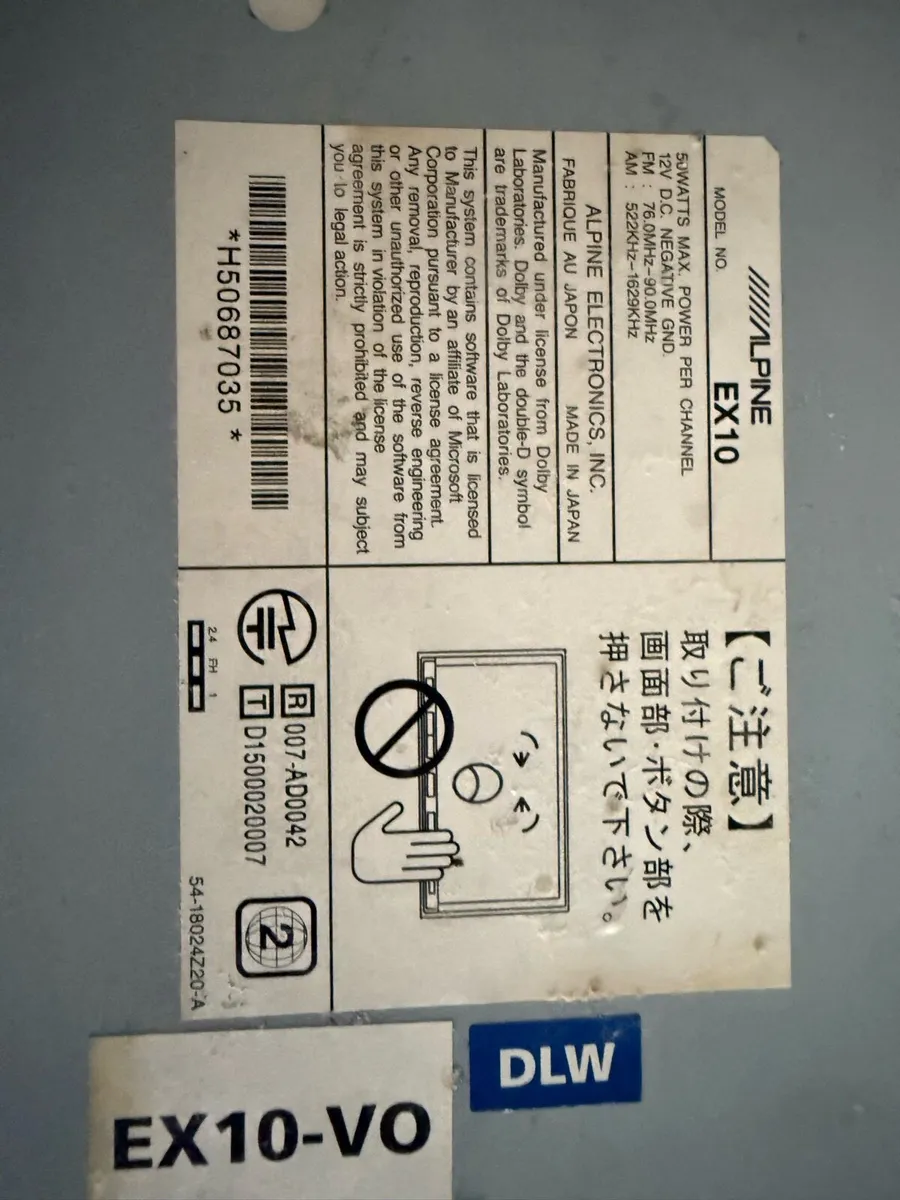 ALPINE
MODEL NO. EX10
50WATTS MAX. POWER PER CHANNEL
12V D.C. NEGATIVE GND.
FM : 76.0MHz-90.0MHz
AM : 522KHz-1629KHz
ALPINE ELECTRONICS, INC.
FABRIQUE AU JAPON MADE IN JAPAN
Manufactured under license from Dolby
Laboratories. Dolby and the double-D symbol
are trademarks of Dolby Laboratories.
This system contains software that is licensed
to Manufacturer by an affiliate of Microsoft
Corporation pursuant to a license agreement.
Any removal, reproduction, reverse engineering
or other unauthorized use of the software from
this system in violation of the license
agreement is strictly prohibited and may subject
you to legal action.
*H50687035*
【ご注意】
取り付けの際、
画面部・ボタン部を
押さないで下さい。
R 007-AD0042
T D1500020007
2
2.4 FH 1
54-18024Z20-A
DLW
EX10-VO